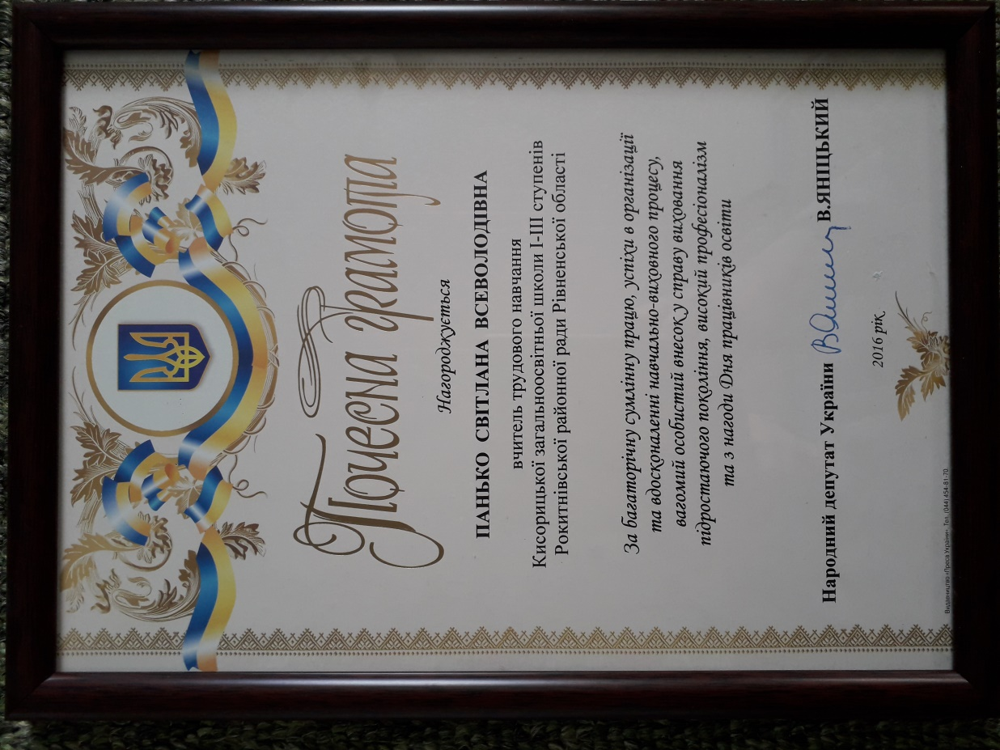 Почесна грамота
Нагороджується
ПАНЬКО СВІТЛАНА ВСЕВОЛОДІВНА
вчитель трудового навчання
Кисорицької загальноосвітньої школи І-ІІІ ступенів
Рокитнівської районної ради Рівненської області
За багаторічну сумлінну працю, успіхи в організації
та вдосконаленні навчально-виховного процесу,
вагомий особистий внесок у справу виховання
підростаючого покоління, високий професіоналізм
та з нагоди Дня працівників освіти
Народний депутат України В.ЯНІЦЬКИЙ
2016 рік
Видавництво «Преса України». Тел. (044) 454-81-70.